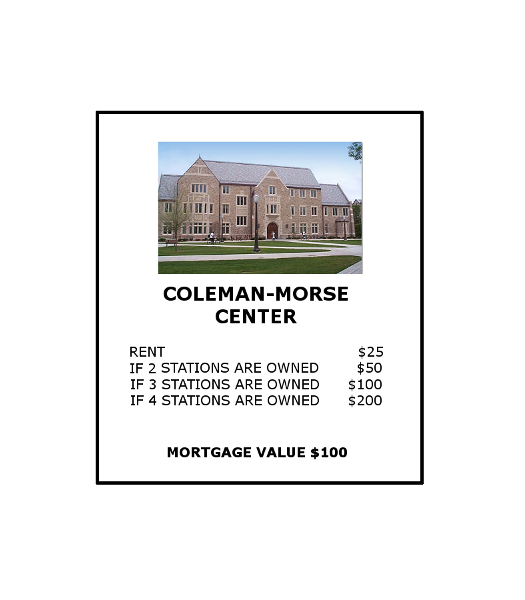 COLEMAN-MORSE
CENTER
RENT $25
IF 2 STATIONS ARE OWNED $50
IF 3 STATIONS ARE OWNED $100
IF 4 STATIONS ARE OWNED $200
MORTGAGE VALUE $100